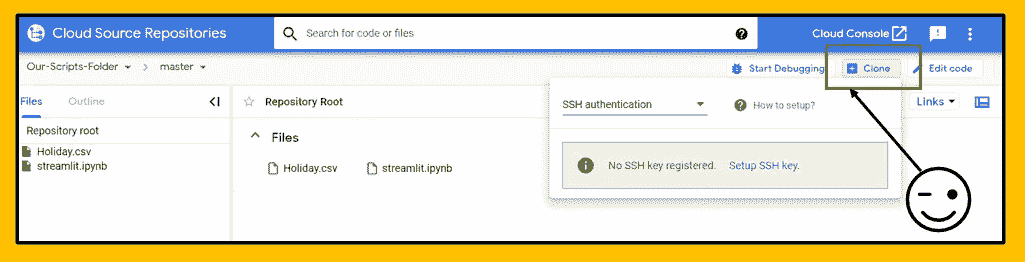 Cloud Source Repositories
Search for code or files
?
Cloud Console
!
Our-Scripts-Folder
master
Start Debugging
Clone
Edit code
Files
Outline
Repository Root
SSH authentication
? How to setup?
Links
Repository root
Files
Holiday.csv
streamlit.ipynb
Holiday.csv
streamlit.ipynb
No SSH key registered. Setup SSH key.